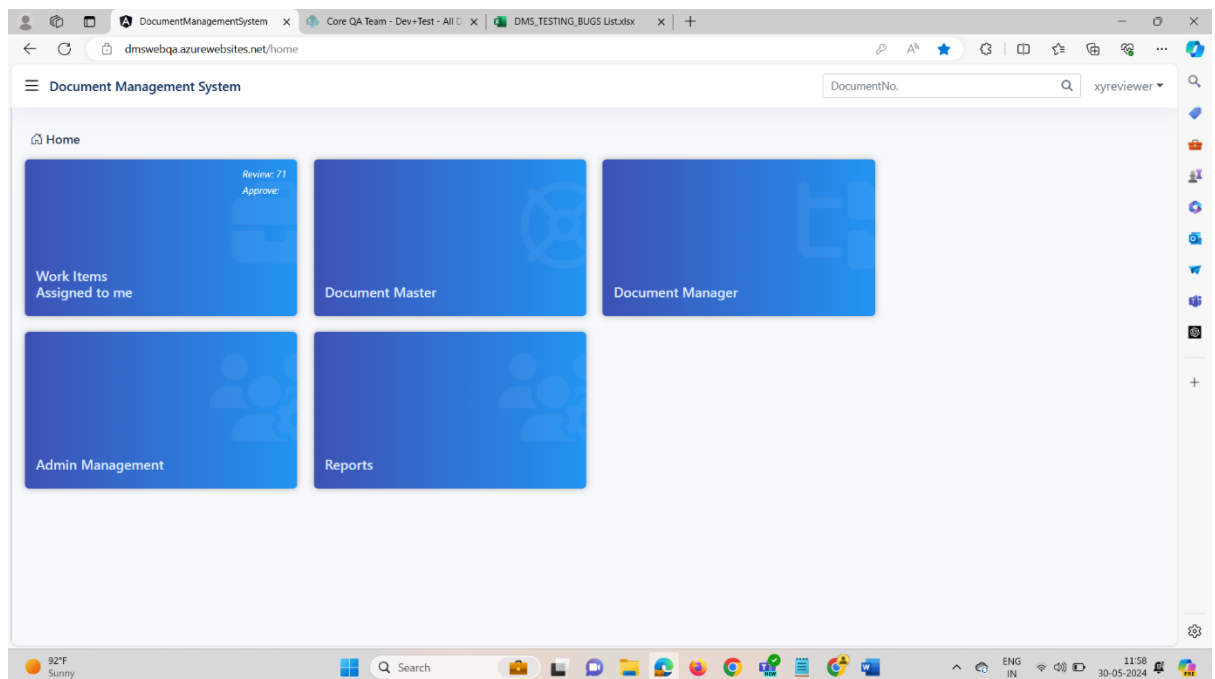 DocumentManagementSystem
Core QA Team - Dev+Test - All D
DMS_TESTING_BUGS List.xlsx
dmswebqa.azurewebsites.net/home
Document Management System
DocumentNo.
xyreviewer
Home
Review: 71
Approve:
Work Items
Assigned to me
Document Master
Document Manager
Admin Management
Reports
92°F
Sunny
Search
NEW
ENG
IN
11:58
30-05-2024
PRE